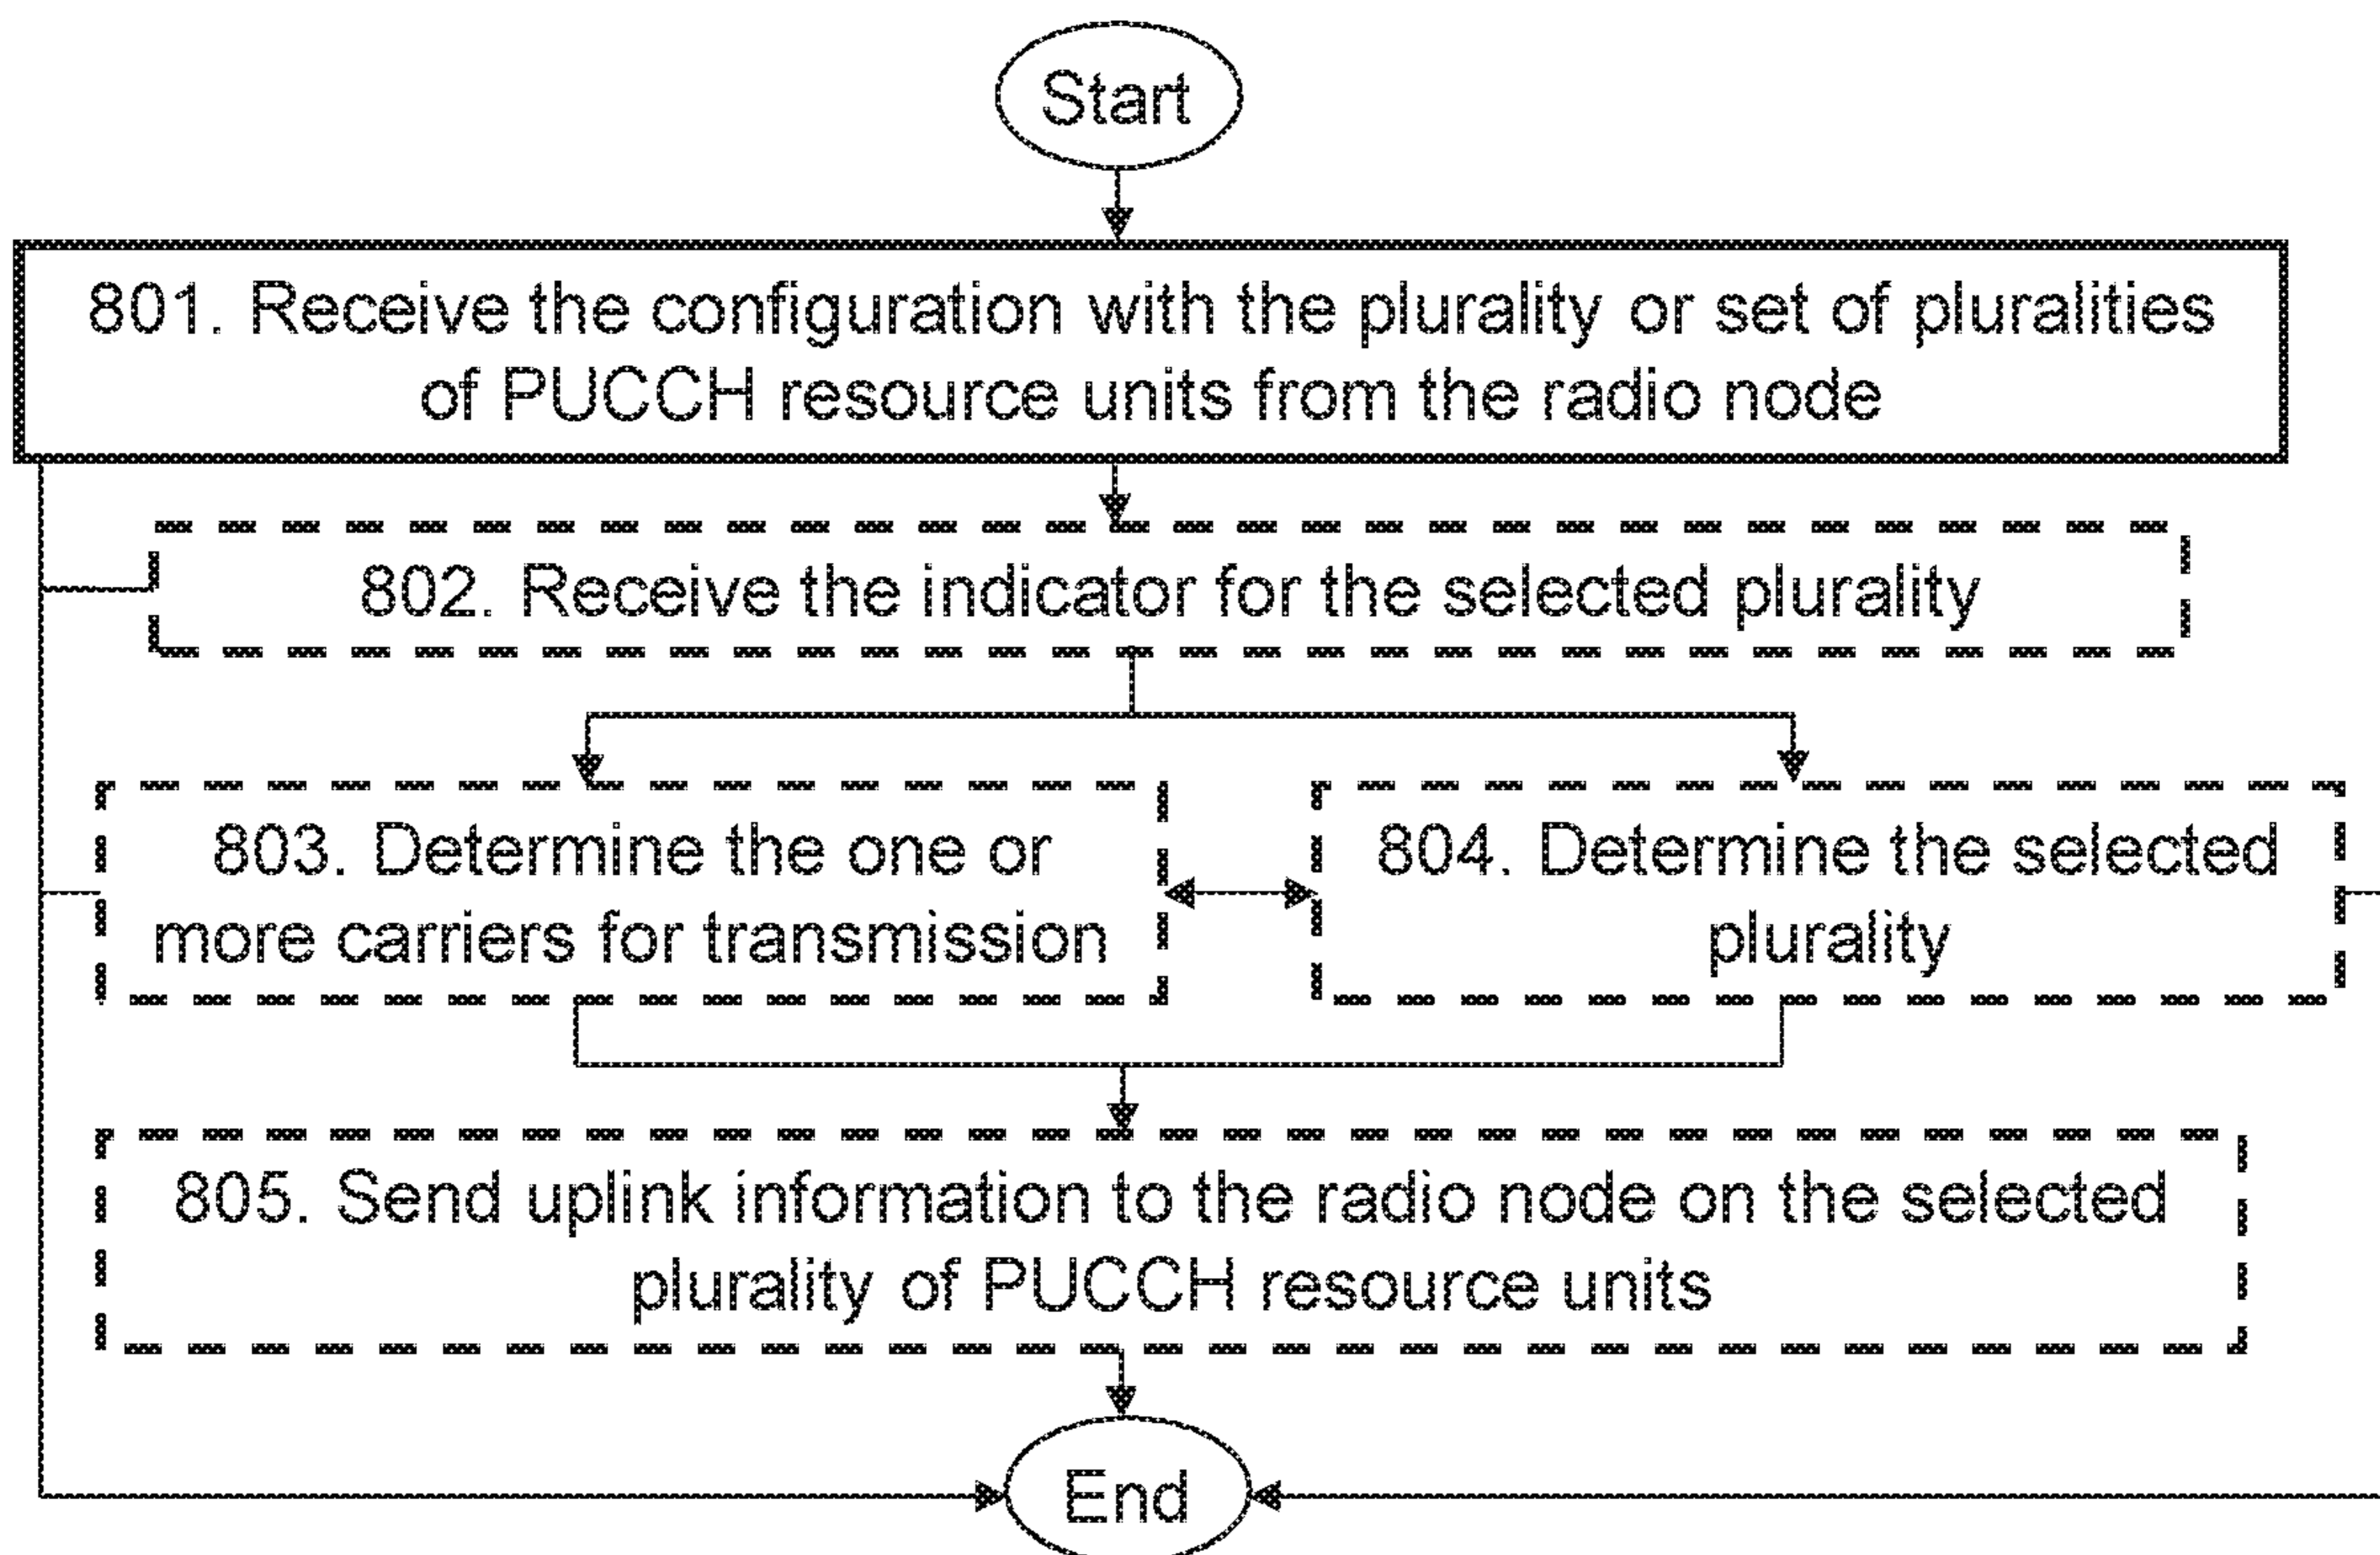 Start
801. Receive the configuration with the plurality or set of pluralities
of PUCCH resource units from the radio node
802. Receive the indicator for the selected plurality
803. Determine the one or
more carriers for transmission
804. Determine the selected
plurality
805. Send uplink information to the radio node on the selected
plurality of PUCCH resource units
End